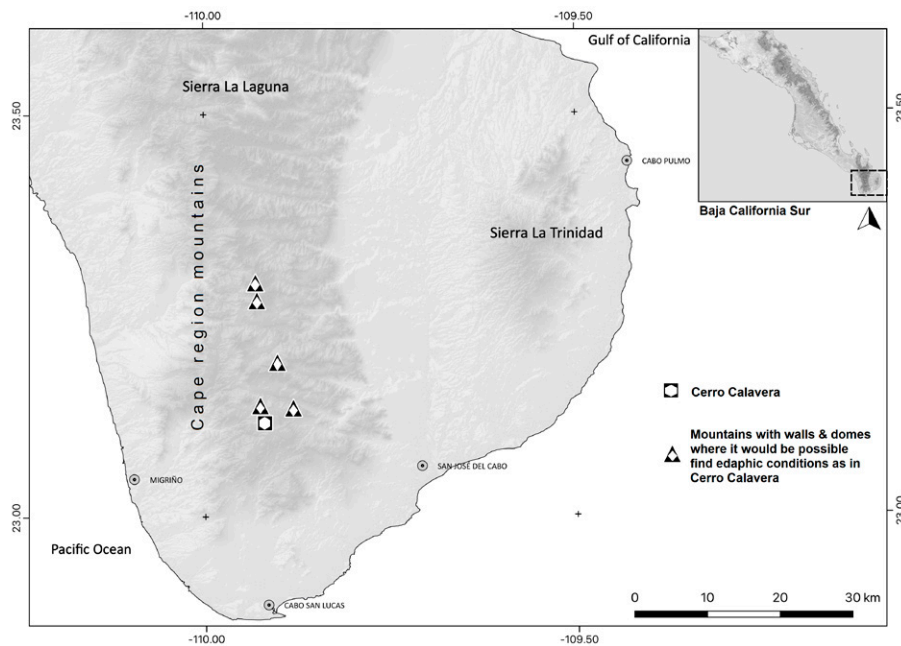 -110.00
-109.50
Gulf of California
Sierra La Laguna
23.50
23.50
CABO PULMO
Baja California Sur
Cape region mountains
Sierra La Trinidad
Cerro Calavera
Mountains with walls & domes
where it would be possible
find edaphic conditions as in
Cerro Calavera
SAN JOSÉ DEL CABO
MIGRIÑO
23.00
23.00
Pacific Ocean
CABO SAN LUCAS
0 10 20 30 km
-110.00
-109.50